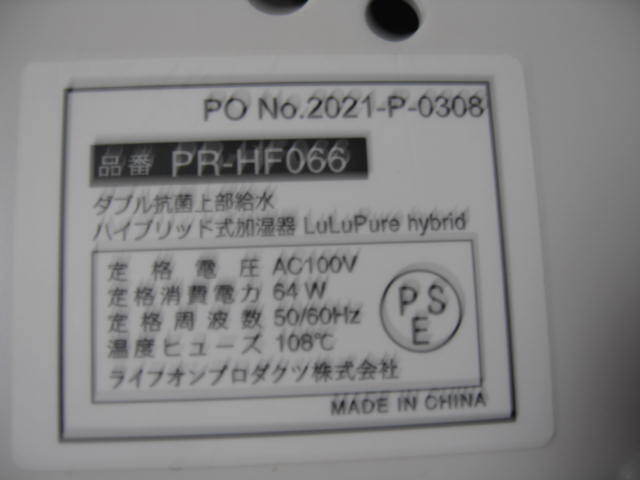 PO No.2021-P-0308
品番 PR-HF066
ダブル抗菌上部給水
ハイブリッド式加湿器 LuLuPure hybrid
定格電圧 AC100V
定格消費電力 64W
定格周波数 50/60Hz
温度ヒューズ 108℃
ライフオンプロダクツ株式会社
PSE
MADE IN CHINA